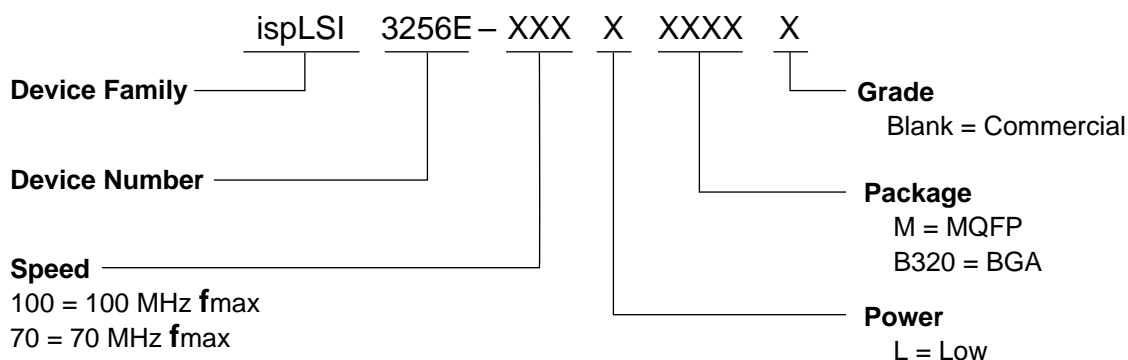 ispLSI 3256E – XXX X XXXX X
Device Family
Device Number
Speed
100 = 100 MHz fmax
70 = 70 MHz fmax
Grade
Blank = Commercial
Package
M = MQFP
B320 = BGA
Power
L = Low